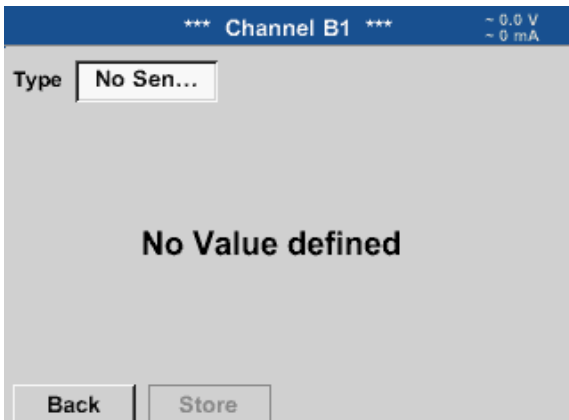 *** Channel B1 ***
~ 0.0 V
~ 0 mA
Type No Sen...
No Value defined
Back Store